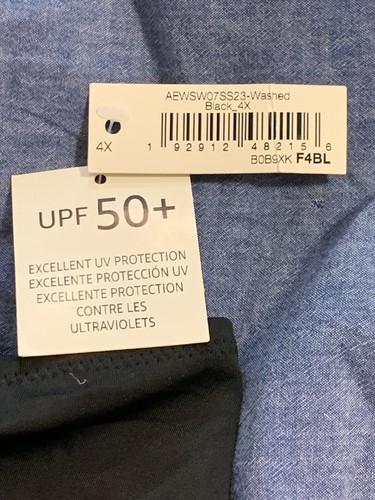 AEWSW07SS23-Washed
Black_4X
4X
1 92912 48215 6
B0B9XK F4BL
UPF 50+
EXCELLENT UV PROTECTION
EXCELENTE PROTECCIÓN UV
EXCELLENTE PROTECTION
CONTRE LES
ULTRAVIOLETS